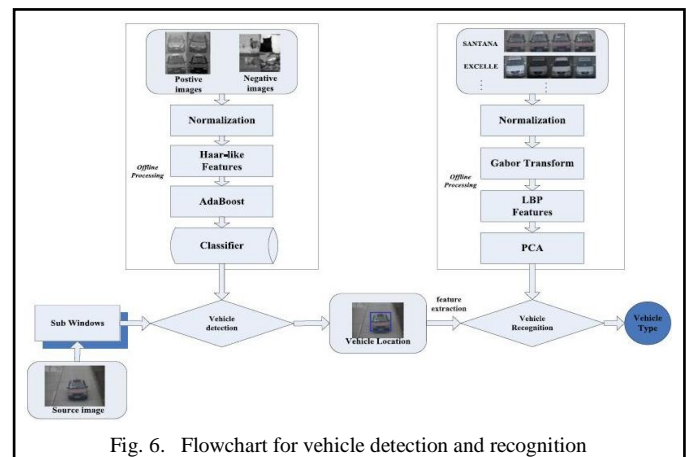 Postive
images
Negative
images
Normalization
Offline
Processing
Haar-like
Features
AdaBoost
Classifier
SANTANA
EXCELLE
Normalization
Gabor Transform
Offline
Processing
LBP
Features
PCA
Sub Windows
Vehicle
detection
Vehicle Location
feature
extraction
Vehicle
Recognition
Vehicle
Type
Source image
Fig. 6. Flowchart for vehicle detection and recognition